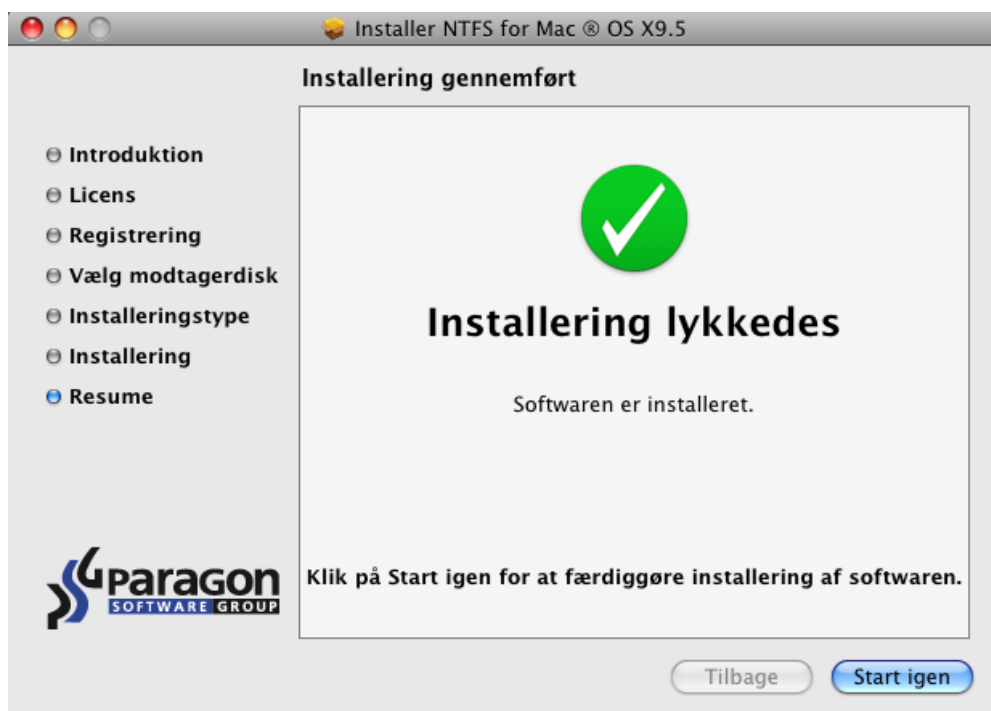 Installer NTFS for Mac ® OS X9.5
Installering gennemført
Introduktion
Licens
Registrering
Vælg modtagerdisk
Installeringstype
Installering
Resume
Installering lykkedes
Softwaren er installeret.
Klik på Start igen for at færdiggøre installering af softwaren.
Paragon
SOFTWARE GROUP
Tilbage
Start igen